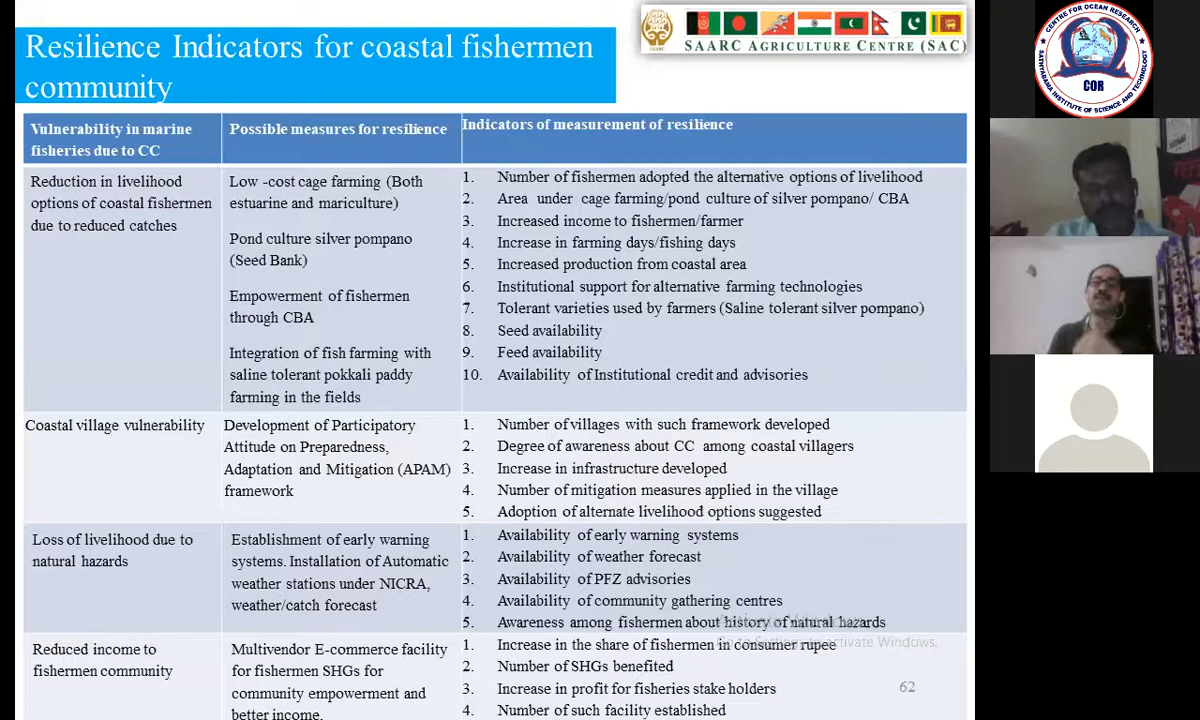 Resilience Indicators for coastal fishermen
community
SAARC AGRICULTURE CENTRE (SAC)
CENTRE FOR OCEAN RESEARCH
SATHYABAMA INSTITUTE OF SCIENCE AND TECHNOLOGY
COR
Vulnerability in marine
fisheries due to CC
Possible measures for resilience
Indicators of measurement of resilience
Reduction in livelihood
options of coastal fishermen
due to reduced catches
Low -cost cage farming (Both
estuarine and mariculture)
Pond culture silver pompano
(Seed Bank)
Empowerment of fishermen
through CBA
Integration of fish farming with
saline tolerant pokkali paddy
farming in the fields
1. Number of fishermen adopted the alternative options of livelihood
2. Area under cage farming/pond culture of silver pompano/ CBA
3. Increased income to fishermen/farmer
4. Increase in farming days/fishing days
5. Increased production from coastal area
6. Institutional support for alternative farming technologies
7. Tolerant varieties used by farmers (Saline tolerant silver pompano)
8. Seed availability
9. Feed availability
10. Availability of Institutional credit and advisories
Coastal village vulnerability
Development of Participatory
Attitude on Preparedness,
Adaptation and Mitigation (APAM)
framework
1. Number of villages with such framework developed
2. Degree of awareness about CC among coastal villagers
3. Increase in infrastructure developed
4. Number of mitigation measures applied in the village
5. Adoption of alternate livelihood options suggested
Loss of livelihood due to
natural hazards
Establishment of early warning
systems. Installation of Automatic
weather stations under NICRA,
weather/catch forecast
1. Availability of early warning systems
2. Availability of weather forecast
3. Availability of PFZ advisories
4. Availability of community gathering centres
5. Awareness among fishermen about history of natural hazards
Reduced income to
fishermen community
Multivendor E-commerce facility
for fishermen SHGs for
community empowerment and
better income.
1. Increase in the share of fishermen in consumer rupee
2. Number of SHGs benefited
3. Increase in profit for fisheries stake holders
4. Number of such facility established
Activate Windows
Go to Settings to activate Windows.
62